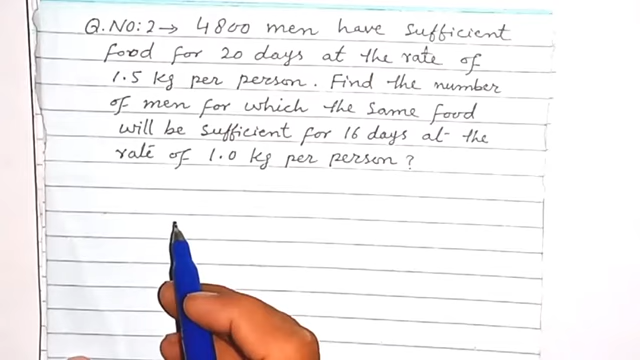 Q.NO:2→ 4800 men have sufficient
food for 20 days at the rate of
1.5 kg per person. Find the number
of men for which the same food
will be sufficient for 16 days at the
rate of 1.0 kg per person?